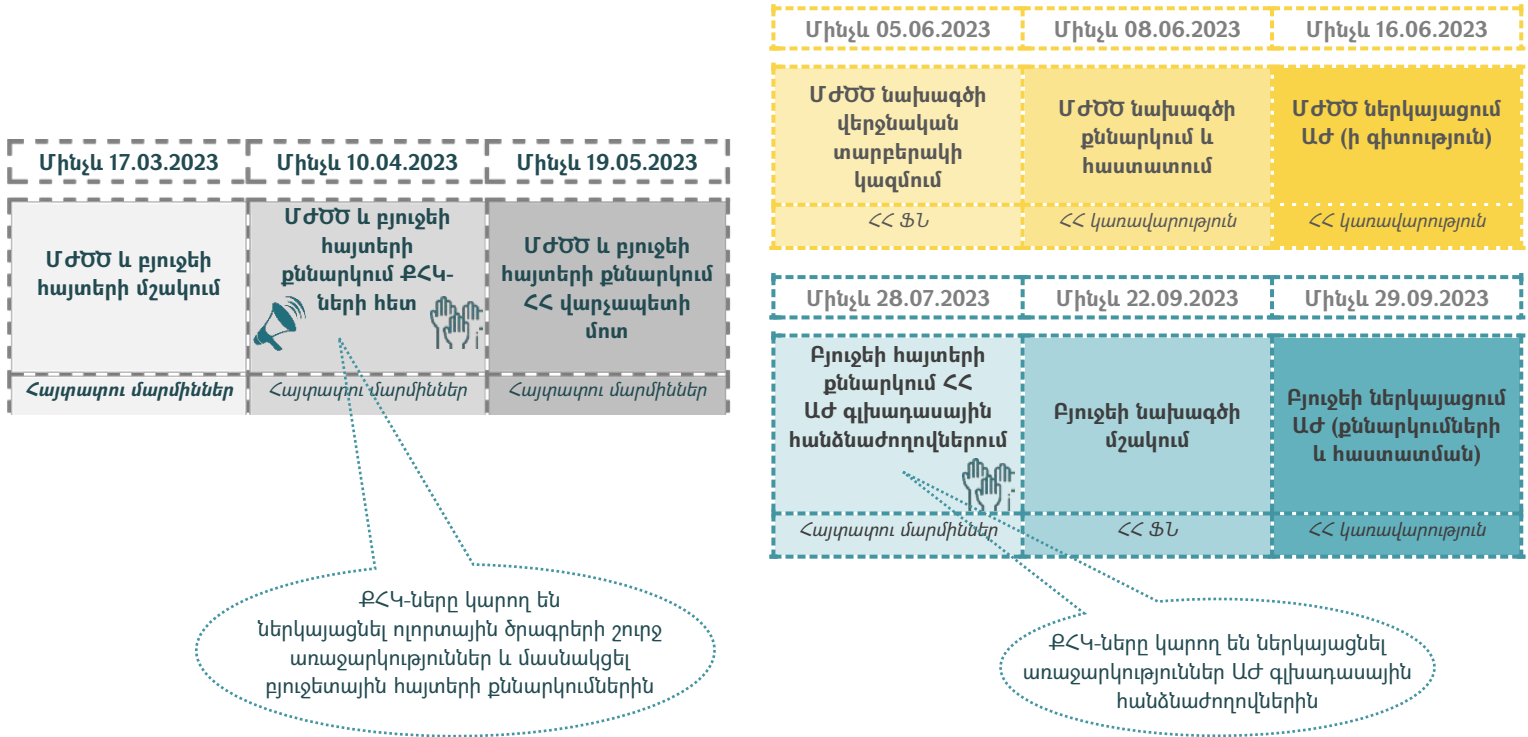 Մինչև 17.03.2023
Մինչև 10.04.2023
Մինչև 19.05.2023
ՄԺԾԾ և բյուջեի
հայտերի մշակում
ՄԺԾԾ և բյուջեի
հայտերի
քննարկում ՔՀԿ-
ների հետ
ՄԺԾԾ և բյուջեի
հայտերի քննարկում
ՀՀ վարչապետի
մոտ
Հայտատու մարմիններ
Հայտատու մարմիններ
Հայտատու մարմիններ
ՔՀԿ-ները կարող են
ներկայացնել ոլորտային ծրագրերի շուրջ
առաջարկություններ և մասնակցել
բյուջետային հայտերի քննարկումներին
Մինչև 05.06.2023
Մինչև 08.06.2023
Մինչև 16.06.2023
ՄԺԾԾ նախագծի
վերջնական
տարբերակի
կազմում
ՄԺԾԾ նախագծի
քննարկում և
հաստատում
ՄԺԾԾ ներկայացում
ԱԺ (ի գիտություն)
ՀՀ ՖՆ
ՀՀ կառավարություն
ՀՀ կառավարություն
Մինչև 28.07.2023
Մինչև 22.09.2023
Մինչև 29.09.2023
Բյուջեի հայտերի
քննարկում ՀՀ
ԱԺ գլխադասային
հանձնաժողովներում
Բյուջեի նախագծի
մշակում
Բյուջեի ներկայացում
ԱԺ (քննարկումների
և հաստատման)
Հայտատու մարմիններ
ՀՀ ՖՆ
ՀՀ կառավարություն
ՔՀԿ-ները կարող են ներկայացնել
առաջարկություններ ԱԺ գլխադասային
հանձնաժողովներին